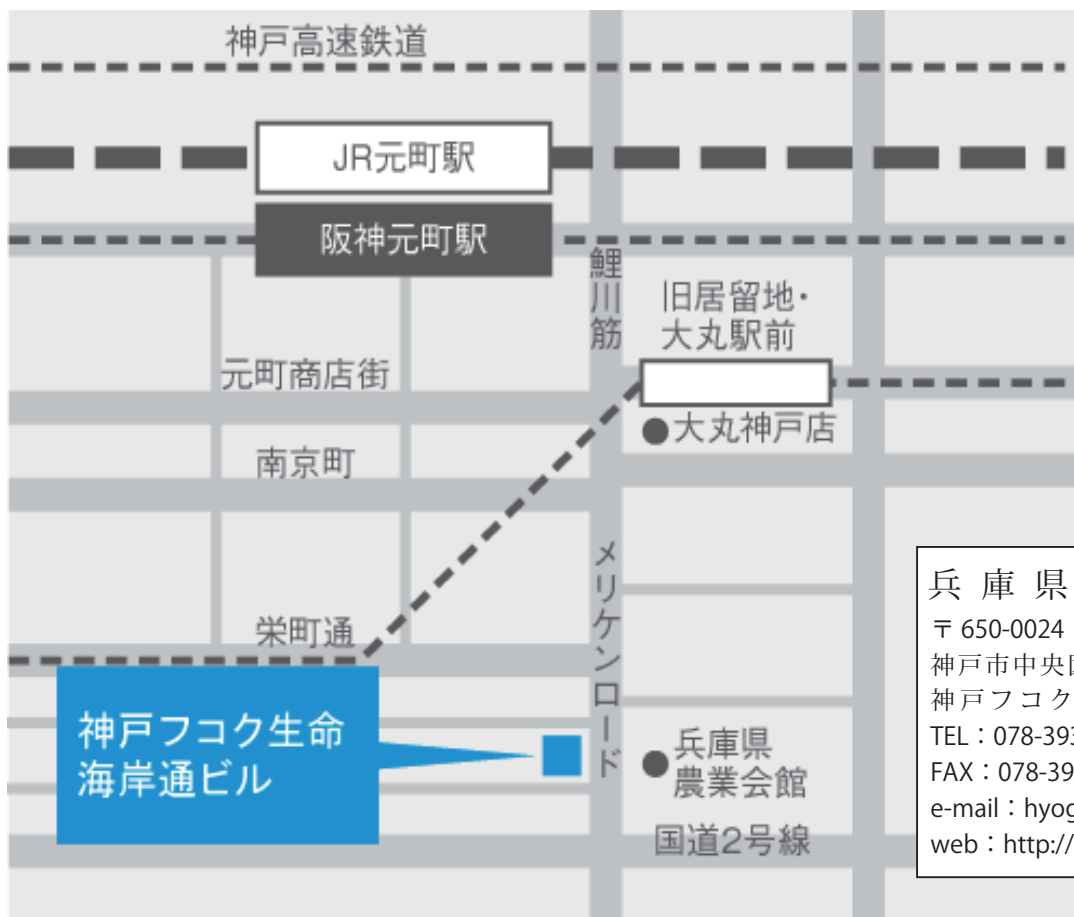 神戸高速鉄道
JR元町駅
阪神元町駅
鯉川筋
旧居留地・
大丸駅前
元町商店街
●大丸神戸店
南京町
メリケンロード
栄町通
神戸フコク生命
海岸通ビル
●兵庫県
農業会館
国道2号線
兵庫県
〒650-0024
神戸市中央
神戸フコク
TEL：078-393
FAX：078-39
e-mail：hyog
web：http://